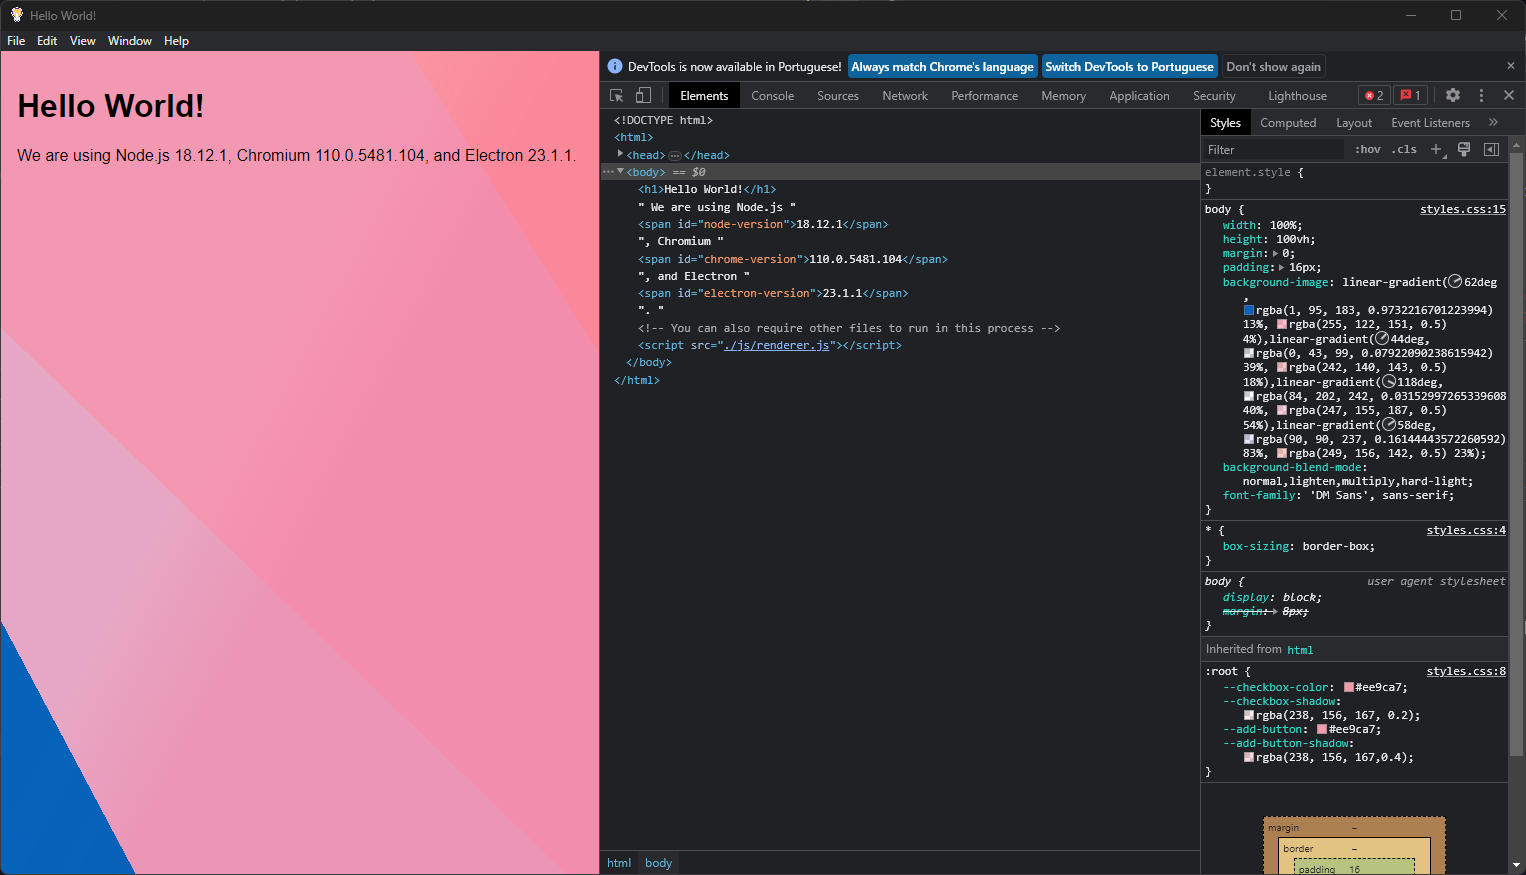 Hello World!
File Edit View Window Help
Hello World!
We are using Node.js 18.12.1, Chromium 110.0.5481.104, and Electron 23.1.1.
DevTools is now available in Portuguese! Always match Chrome's language Switch DevTools to Portuguese Don't show again
Elements Console Sources Network Performance Memory Application Security Lighthouse 2 1
<!DOCTYPE html>
<html>
<head> … </head>
<body> == $0
<h1>Hello World!</h1>
" We are using Node.js "
<span id="node-version">18.12.1</span>
", Chromium "
<span id="chrome-version">110.0.5481.104</span>
", and Electron "
<span id="electron-version">23.1.1</span>
". "
<!-- You can also require other files to run in this process -->
<script src="./js/renderer.js"></script>
</body>
</html>
html body
Styles Computed Layout Event Listeners »
Filter :hov .cls +
element.style {
}
body { styles.css:15
width: 100%;
height: 100vh;
margin: 0;
padding: 16px;
background-image: linear-gradient(62deg
,
rgba(1, 95, 183, 0.9732216701223994)
13%, rgba(255, 122, 151, 0.5)
4%),linear-gradient(44deg,
rgba(0, 43, 99, 0.07922090238615942)
39%, rgba(242, 140, 143, 0.5)
18%),linear-gradient(118deg,
rgba(84, 202, 242, 0.03152997265339608
40%, rgba(247, 155, 187, 0.5)
54%),linear-gradient(58deg,
rgba(90, 90, 237, 0.16144443572260592)
83%, rgba(249, 156, 142, 0.5) 23%);
background-blend-mode:
normal,lighten,multiply,hard-light;
font-family: 'DM Sans', sans-serif;
}
* { styles.css:4
box-sizing: border-box;
}
body { user agent stylesheet
display: block;
margin: 8px;
}
Inherited from html
:root { styles.css:8
--checkbox-color: #ee9ca7;
--checkbox-shadow:
rgba(238, 156, 167, 0.2);
--add-button: #ee9ca7;
--add-button-shadow:
rgba(238, 156, 167,0.4);
}
margin –
border –
padding 16